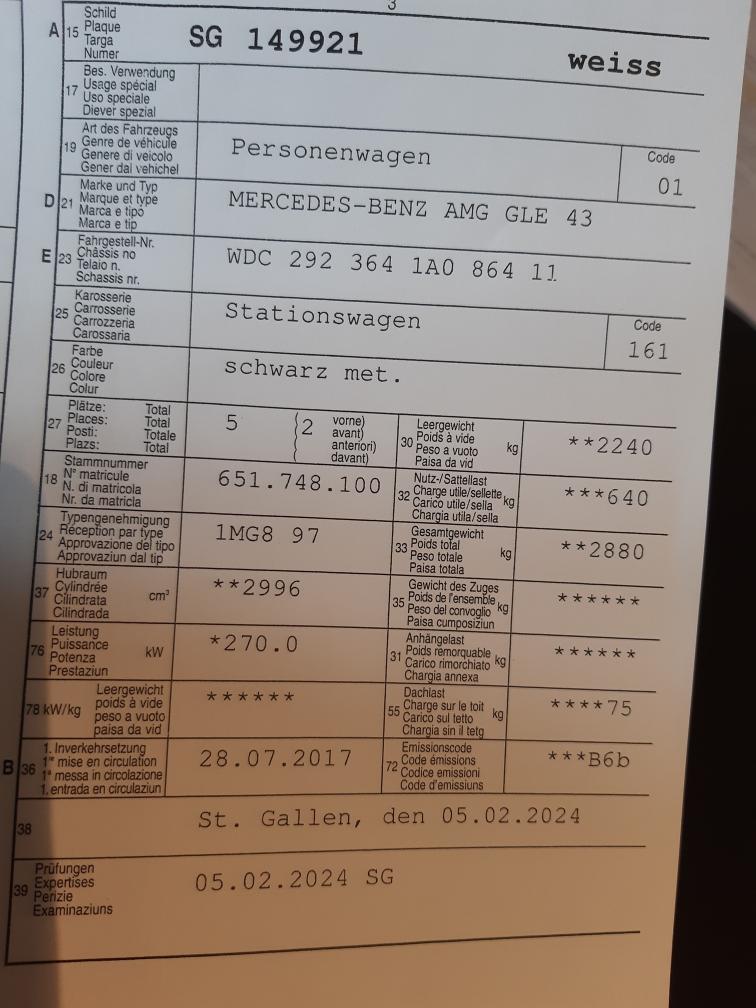 3
A 15 Schild
Plaque
Targa
Numer
SG 149921 weiss
17 Bes. Verwendung
Usage spécial
Uso speciale
Diever spezial
19 Art des Fahrzeugs
Genre de véhicule
Genere di veicolo
Gener dal vehichel
Personenwagen Code 01
D 21 Marke und Typ
Marque et type
Marca e tipo
Marca e tip
MERCEDES-BENZ AMG GLE 43
E 23 Fahrgestell-Nr.
Châssis no
Telaio n.
Schassis nr.
WDC 292 364 1A0 864 11
25 Karosserie
Carrosserie
Carrozzeria
Carossaria
Stationswagen Code 161
26 Farbe
Couleur
Colore
Colur
schwarz met.
27 Plätze: Total
Places: Total
Posti: Totale
Plazs: Total
5 (2 vorne)
avant)
anteriori)
davant)
30 Leergewicht
Poids à vide
Peso a vuoto
Paisa da vid
kg **2240
18 Stammnummer
N° matricule
N. di matricola
Nr. da matricla
651.748.100
32 Nutz-/Sattellast
Charge utile/sellette
Carico utile/sella
Chargia utila/sella
kg ***640
24 Typengenehmigung
Réception par type
Approvazione del tipo
Approvaziun dal tip
1MG8 97
33 Gesamtgewicht
Poids total
Peso totale
Paisa totala
kg **2880
37 Hubraum
Cylindrée
Cilindrata
Cilindrada
cm³ **2996
35 Gewicht des Zuges
Poids de l'ensemble
Peso del convoglio
Paisa cumposiziun
kg ******
76 Leistung
Puissance
Potenza
Prestaziun
kW *270.0
31 Anhängelast
Poids remorquable
Carico rimorchiato
Chargia annexa
kg ******
78 kW/kg Leergewicht
poids à vide
peso a vuoto
paisa da vid
******
55 Dachlast
Charge sur le toit
Carico sul tetto
Chargia sin il tetg
kg ****75
B 36 1. Inverkehrsetzung
1re mise en circulation
1a messa in circolazione
1. entrada en circulaziun
28.07.2017
72 Emissionscode
Code émissions
Codice emissioni
Code d'emissiuns
***B6b
38 St. Gallen, den 05.02.2024
39 Prüfungen
Expertises
Perizie
Examinaziuns
05.02.2024 SG